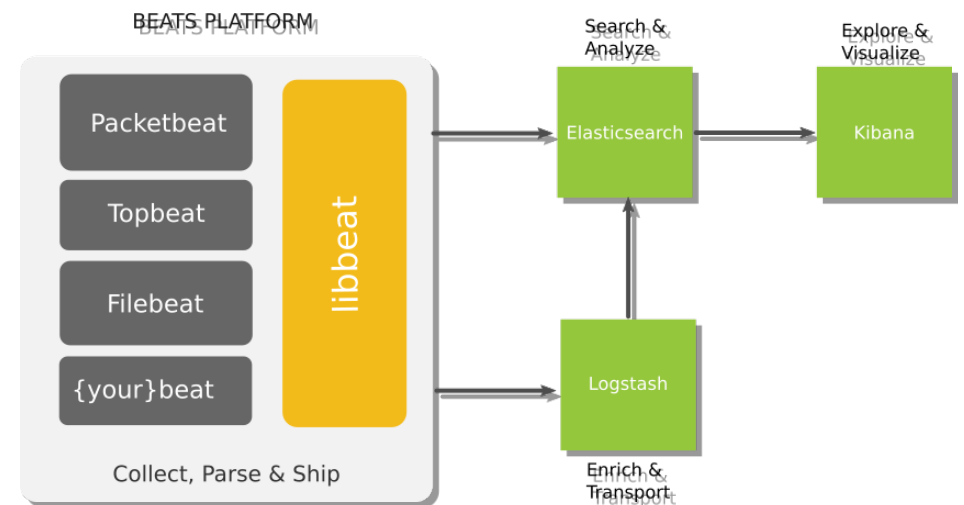 BEATS PLATFORM
Packetbeat
Topbeat
Filebeat
{your}beat
libbeat
Collect, Parse & Ship
Search &
Analyze
Elasticsearch
Explore &
Visualize
Kibana
Logstash
Enrich &
Transport